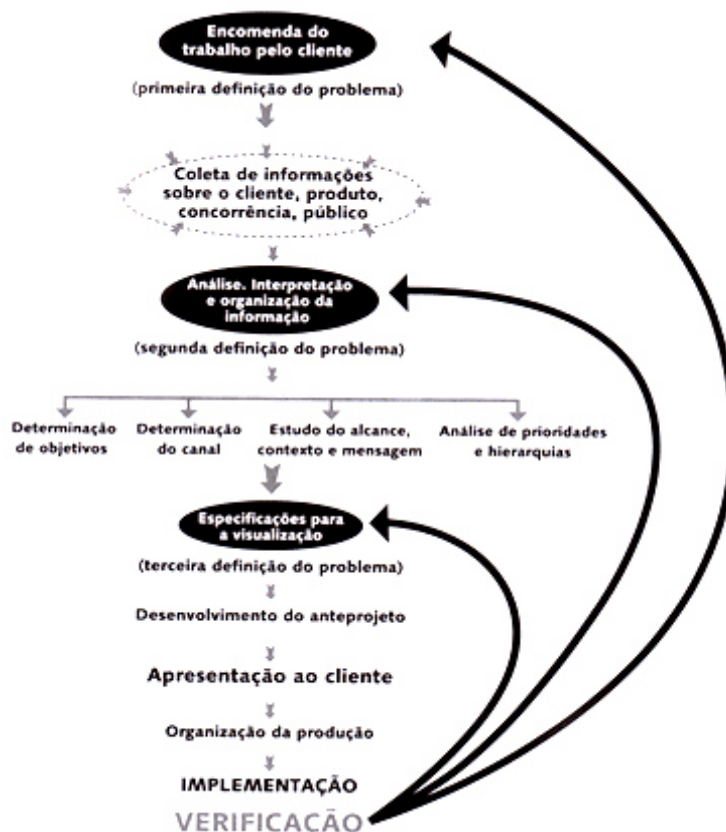 Encomenda do
trabalho pelo cliente
(primeira definição do problema)
Coleta de informações
sobre o cliente, produto,
concorrência, público
Análise. Interpretação
e organização da
informação
(segunda definição do problema)
Determinação
de objetivos
Determinação
do canal
Estudo do alcance,
contexto e mensagem
Análise de prioridades
e hierarquias
Especificações para
a visualização
(terceira definição do problema)
Desenvolvimento do anteprojeto
Apresentação ao cliente
Organização da produção
IMPLEMENTAÇÃO
VERIFICAÇÃO